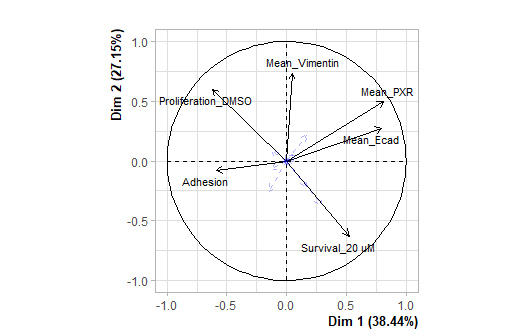 Dim 2 (27.15%)
1.0
0.5
0.0
-0.5
-1.0
Mean_Vimentin
Mean_PXR
Proliferation_DMSO
Mean_Ecad
Adhesion
Survival_20 uM
-1.0 -0.5 0.0 0.5 1.0
Dim 1 (38.44%)